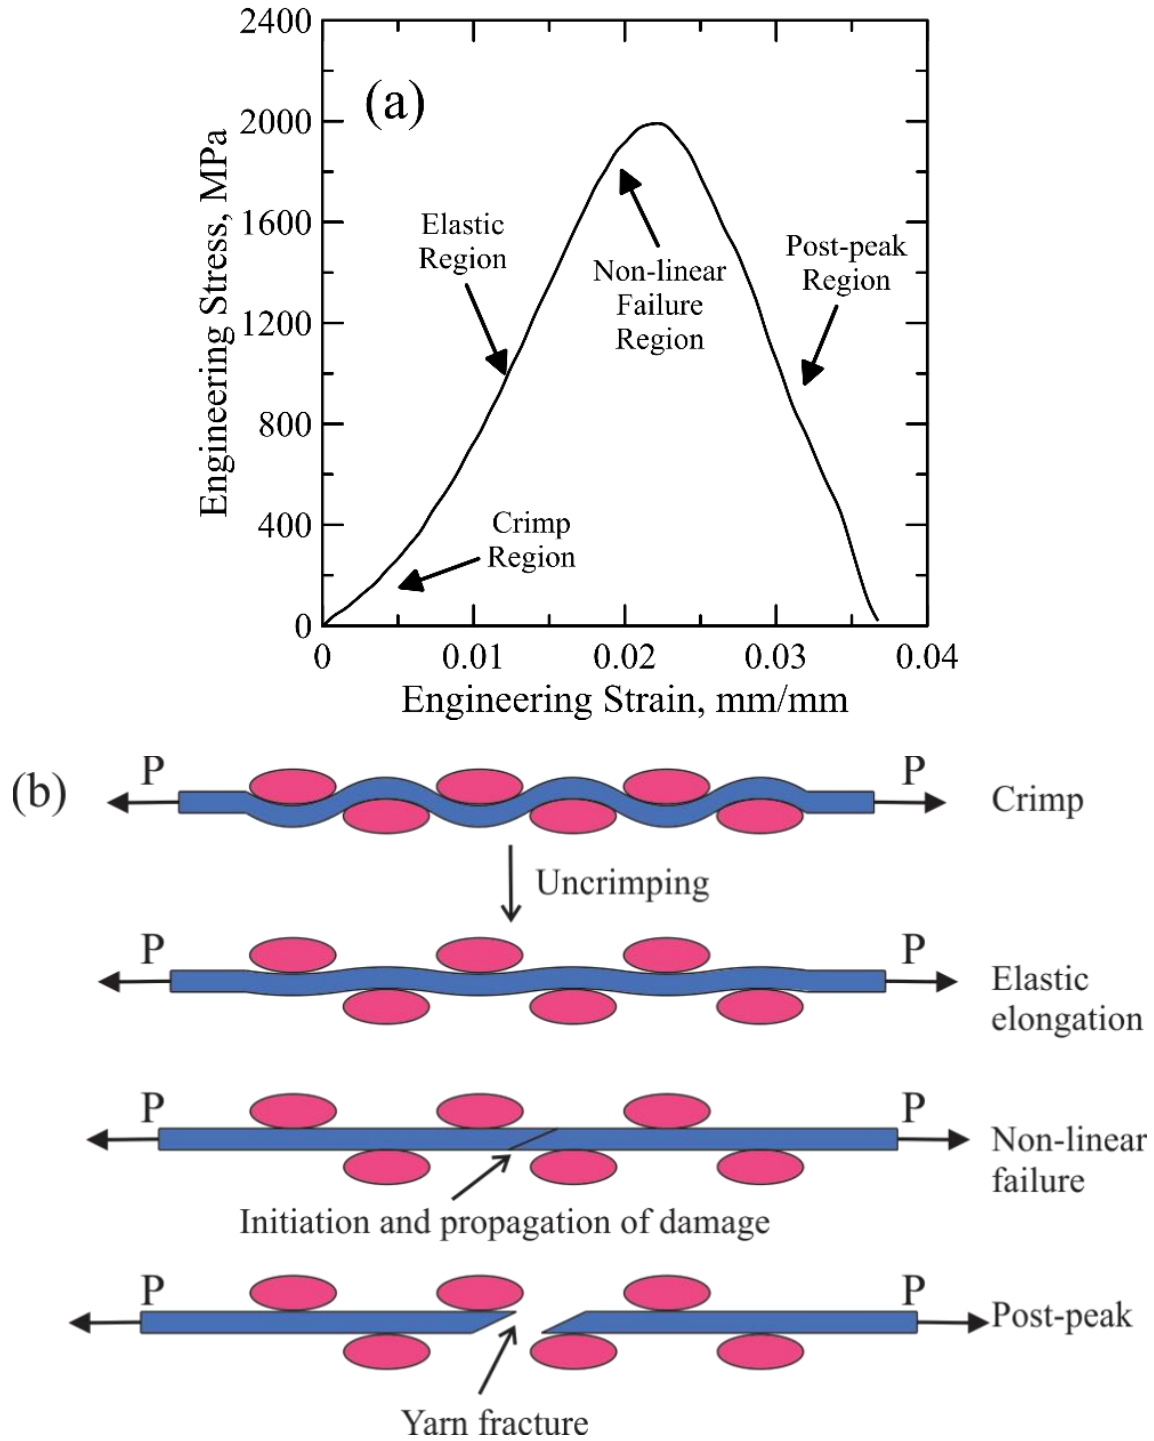 (a)
2400
2000
1600
1200
800
400
0
Engineering Stress, MPa
Elastic
Region
Non-linear
Failure
Region
Post-peak
Region
Crimp
Region
0 0.01 0.02 0.03 0.04
Engineering Strain, mm/mm
(b)
P P
Crimp
Uncrimping
P P
Elastic
elongation
P P
Non-linear
failure
Initiation and propagation of damage
P P
Post-peak
Yarn fracture